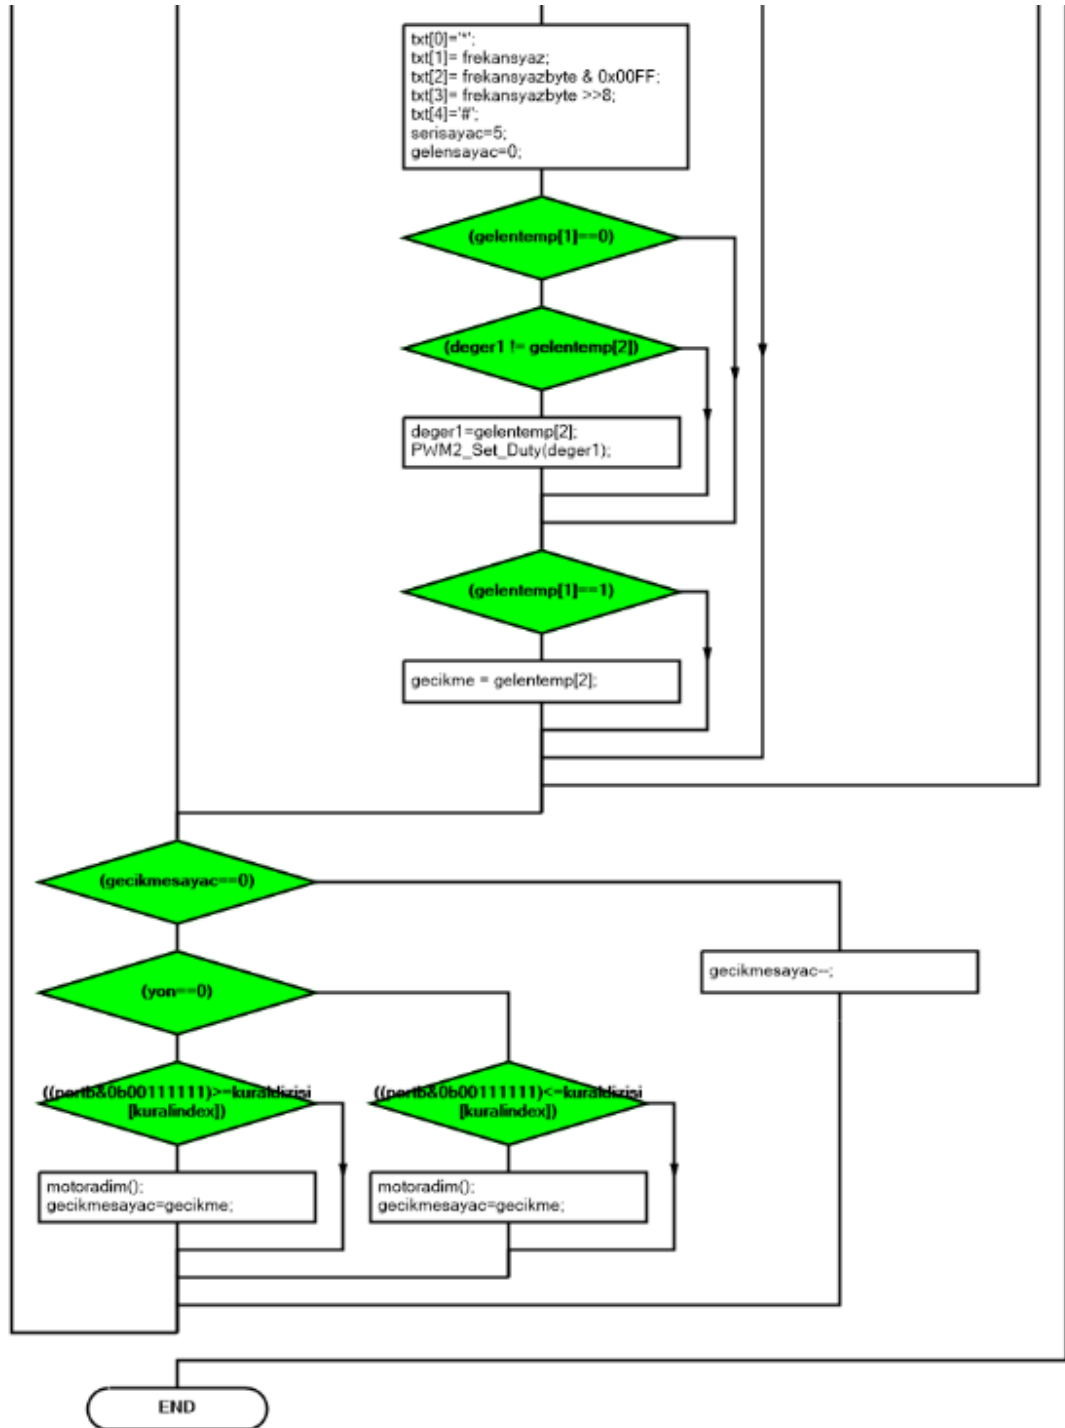 txt[0]='*';
txt[1]= frekansyaz;
txt[2]= frekansyazbyte & 0x00FF;
txt[3]= frekansyazbyte >>8;
txt[4]='#';
serisayac=5;
gelensayac=0;
(gelentemp[1]==0)
(deger1 != gelentemp[2])
deger1=gelentemp[2];
PWM2_Set_Duty(deger1);
(gelentemp[1]==1)
gecikme = gelentemp[2];
(gecikmesayac==0)
gecikmesayac--;
(yon==0)
((portb&0b00111111)>=kuraldizisi
[kuralindex])
((portb&0b00111111)<=kuraldizisi
[kuralindex])
motoradim();
gecikmesayac=gecikme;
motoradim();
gecikmesayac=gecikme;
END